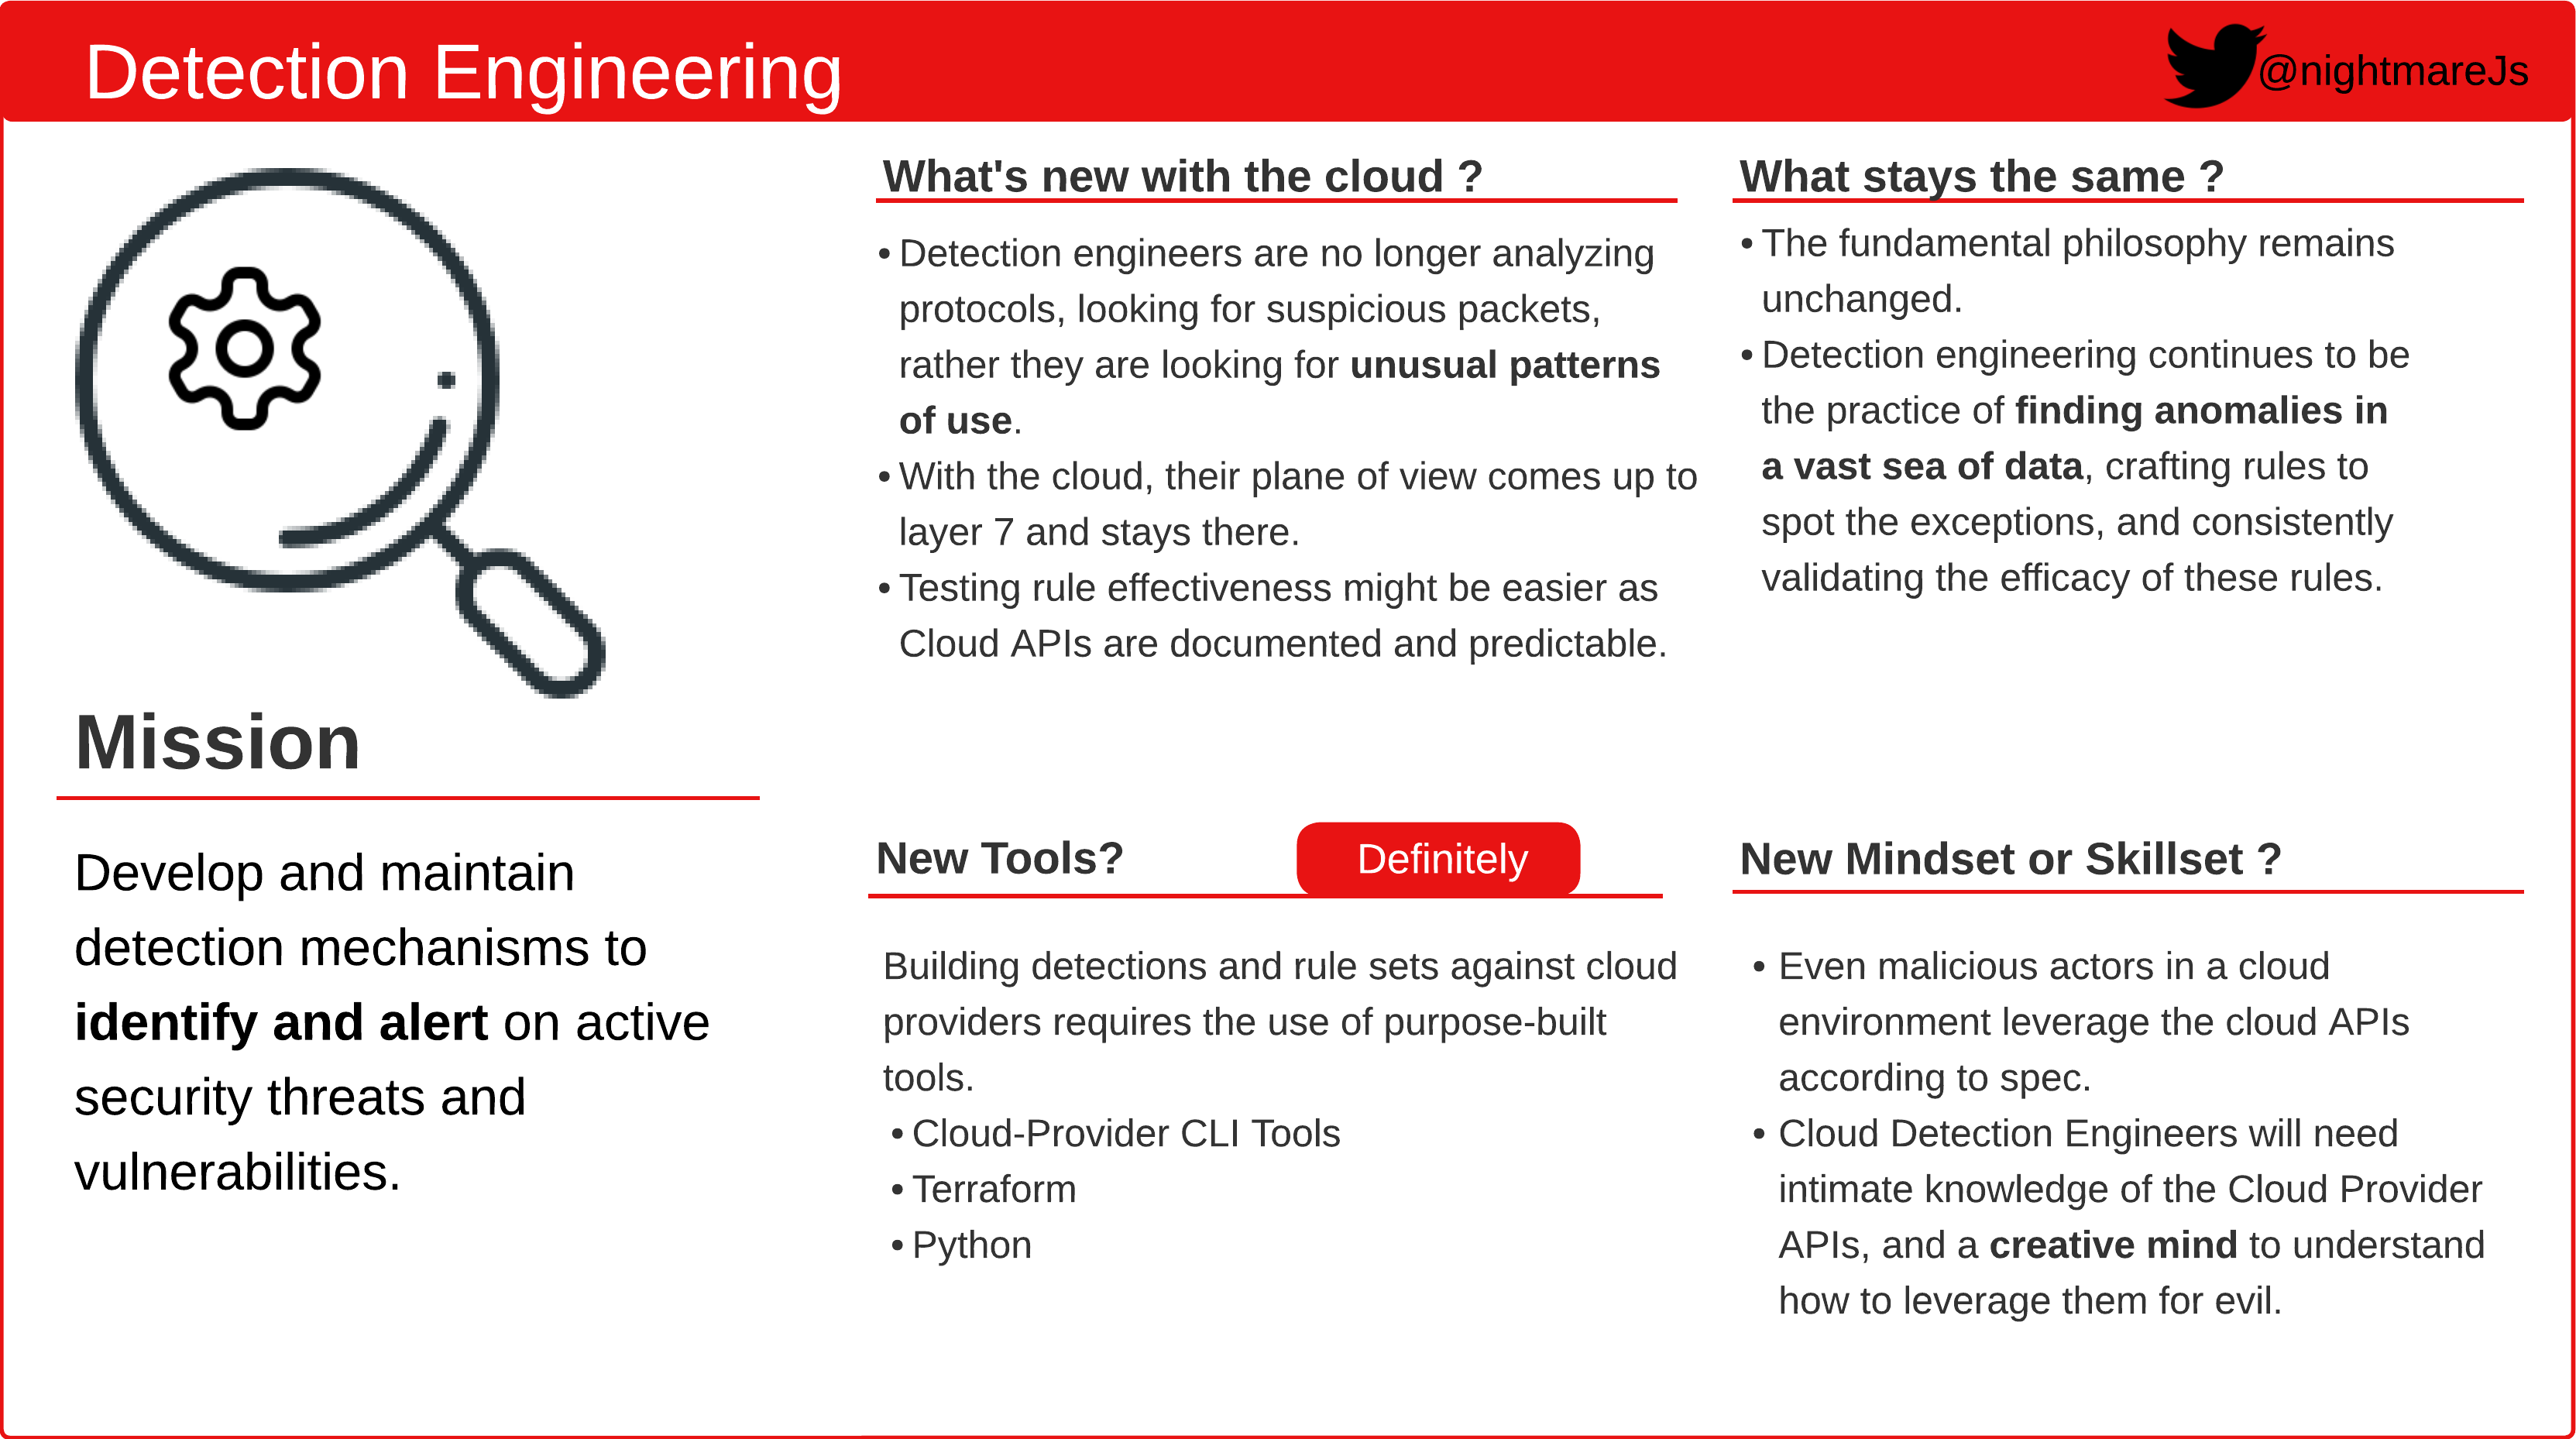 Detection Engineering
@nightmareJs
Mission
Develop and maintain
detection mechanisms to
identify and alert on active
security threats and
vulnerabilities.
What's new with the cloud ?
• Detection engineers are no longer analyzing
protocols, looking for suspicious packets,
rather they are looking for unusual patterns
of use.
• With the cloud, their plane of view comes up to
layer 7 and stays there.
• Testing rule effectiveness might be easier as
Cloud APIs are documented and predictable.
What stays the same ?
• The fundamental philosophy remains
unchanged.
• Detection engineering continues to be
the practice of finding anomalies in
a vast sea of data, crafting rules to
spot the exceptions, and consistently
validating the efficacy of these rules.
New Tools?
Definitely
Building detections and rule sets against cloud
providers requires the use of purpose-built
tools.
• Cloud-Provider CLI Tools
• Terraform
• Python
New Mindset or Skillset ?
• Even malicious actors in a cloud
environment leverage the cloud APIs
according to spec.
• Cloud Detection Engineers will need
intimate knowledge of the Cloud Provider
APIs, and a creative mind to understand
how to leverage them for evil.